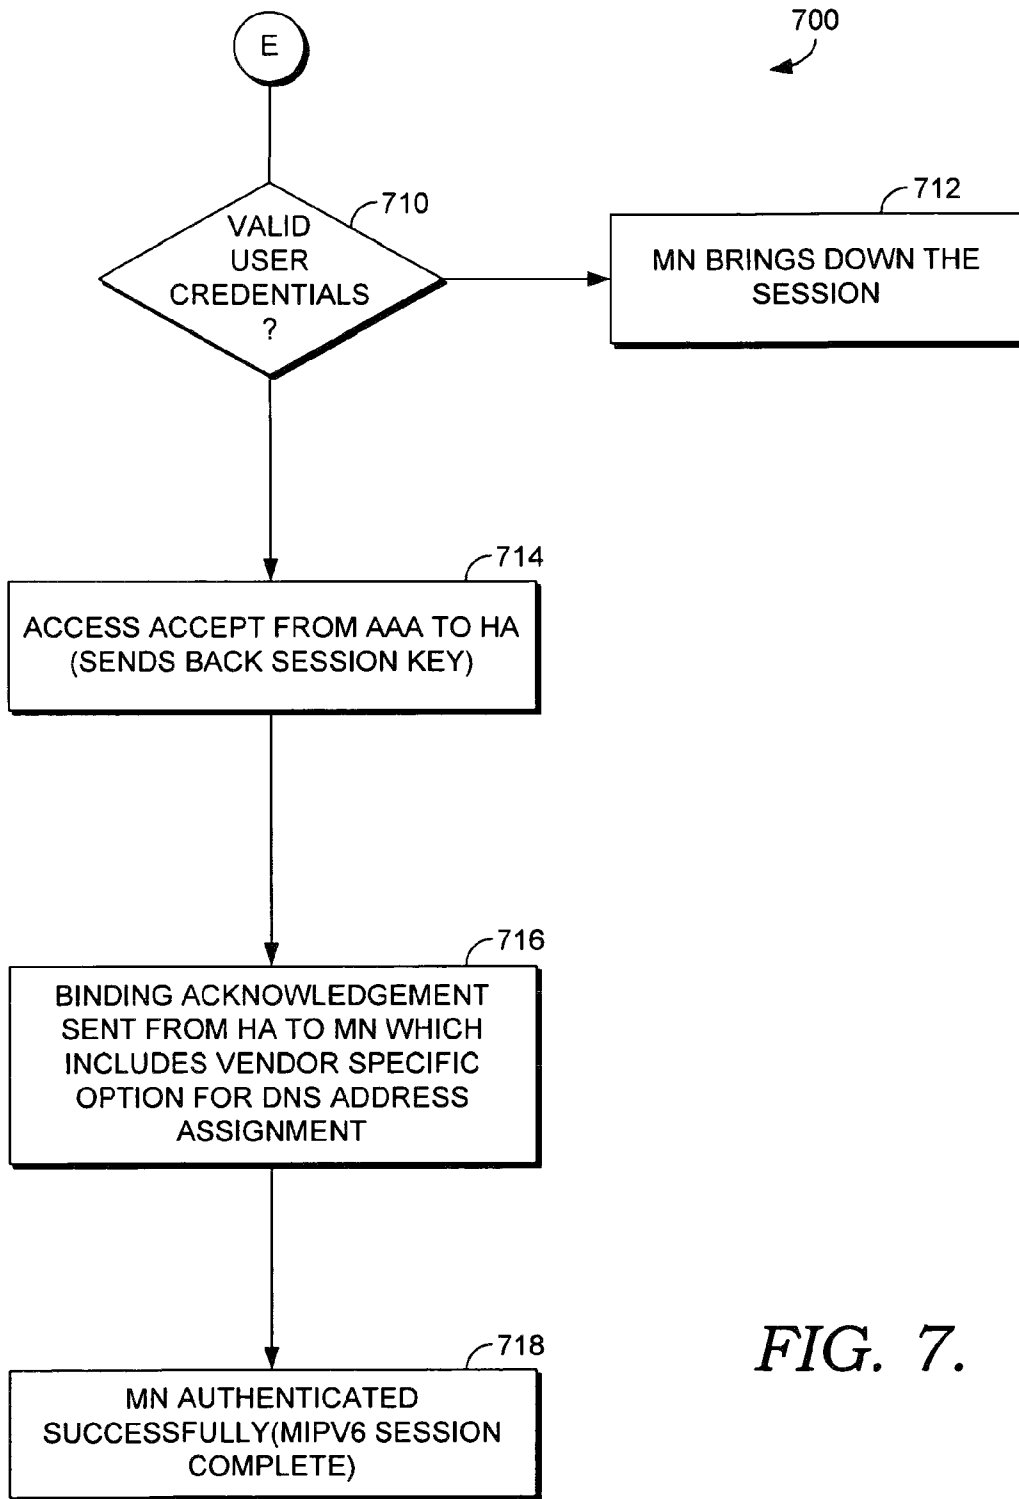 E
700
710
VALID
USER
CREDENTIALS
?
712
MN BRINGS DOWN THE
SESSION
714
ACCESS ACCEPT FROM AAA TO HA
(SENDS BACK SESSION KEY)
716
BINDING ACKNOWLEDGEMENT
SENT FROM HA TO MN WHICH
INCLUDES VENDOR SPECIFIC
OPTION FOR DNS ADDRESS
ASSIGNMENT
718
MN AUTHENTICATED
SUCCESSFULLY(MIPV6 SESSION
COMPLETE)
FIG. 7.